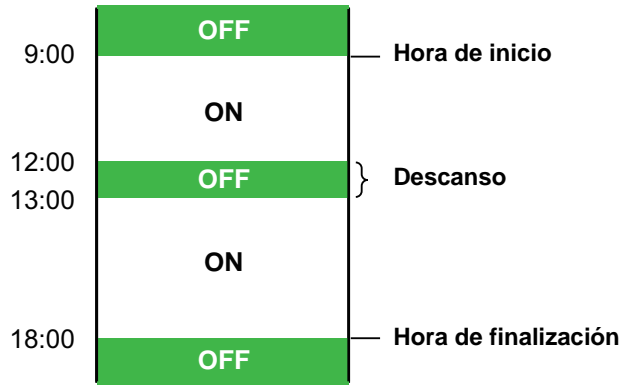 OFF
9:00
Hora de inicio
ON
12:00
OFF
Descanso
13:00
ON
18:00
Hora de finalización
OFF